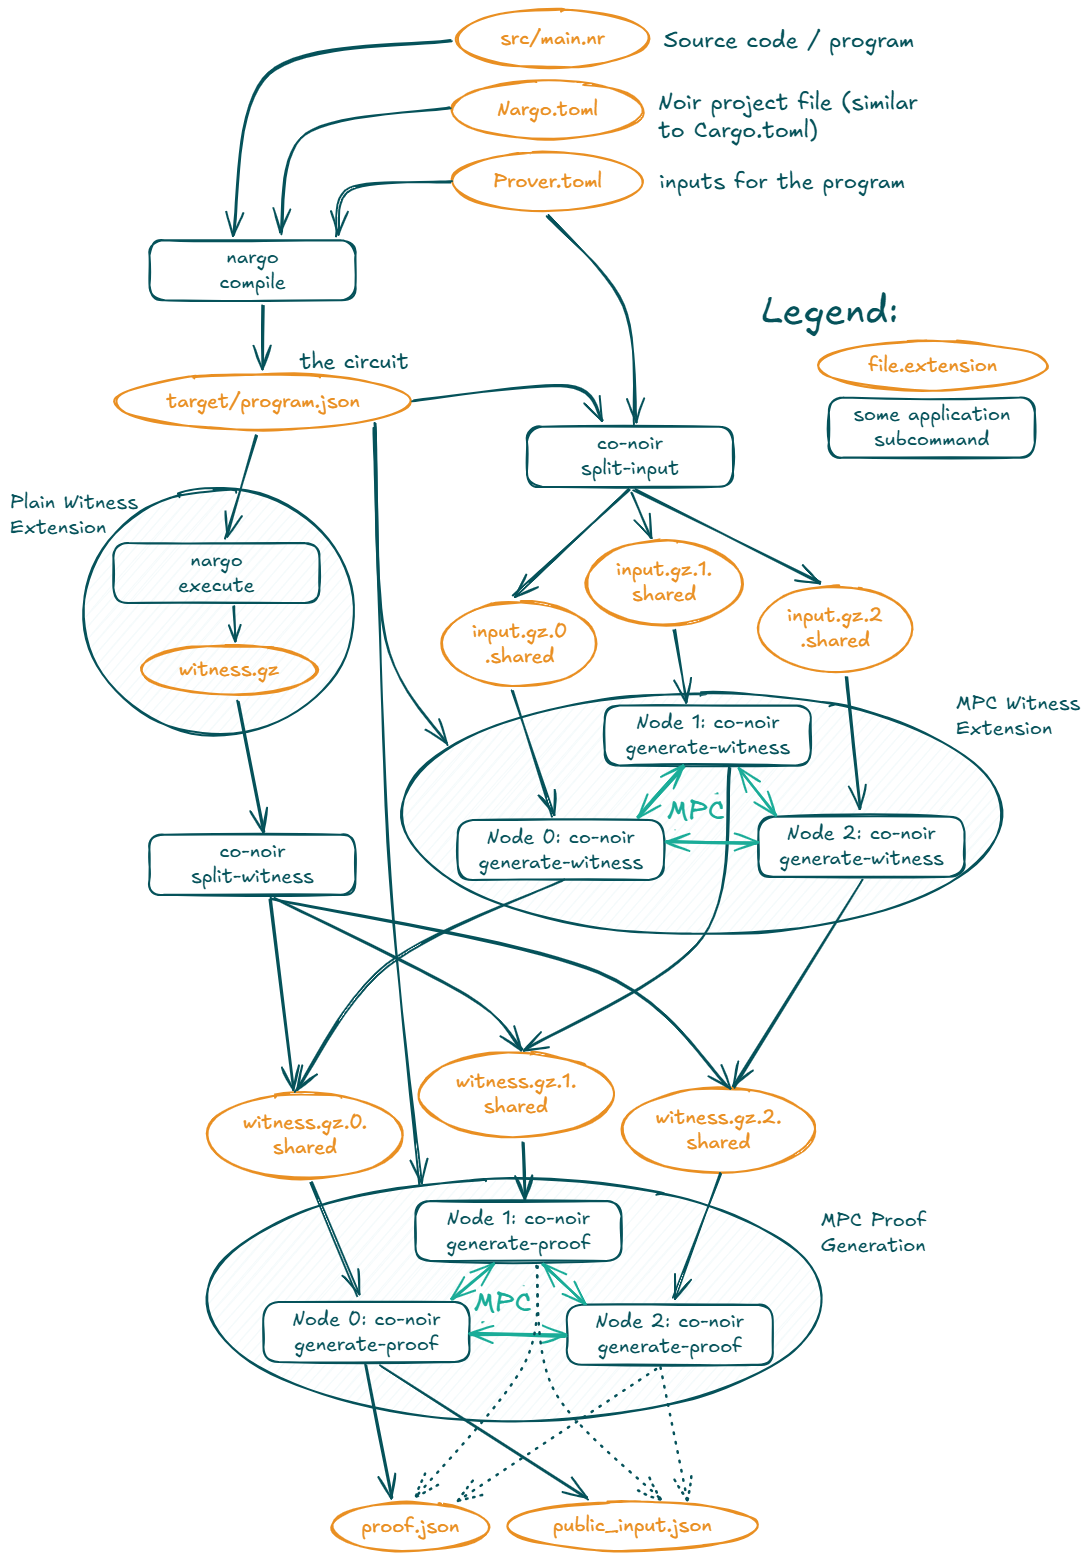 src/main.nr
Source code / program
Nargo.toml
Noir project file (similar
to Cargo.toml)
Prover.toml
inputs for the program
nargo
compile
Legend:
the circuit
file.extension
target/program.json
some application
subcommand
co-noir
split-input
Plain Witness
Extension
nargo
execute
input.gz.1.
shared
input.gz.2
.shared
input.gz.0
.shared
witness.gz
MPC Witness
Extension
Node 1: co-noir
generate-witness
MPC
Node 0: co-noir
generate-witness
Node 2: co-noir
generate-witness
co-noir
split-witness
witness.gz.1.
shared
witness.gz.0.
shared
witness.gz.2.
shared
Node 1: co-noir
generate-proof
MPC Proof
Generation
MPC
Node 0: co-noir
generate-proof
Node 2: co-noir
generate-proof
proof.json
public_input.json